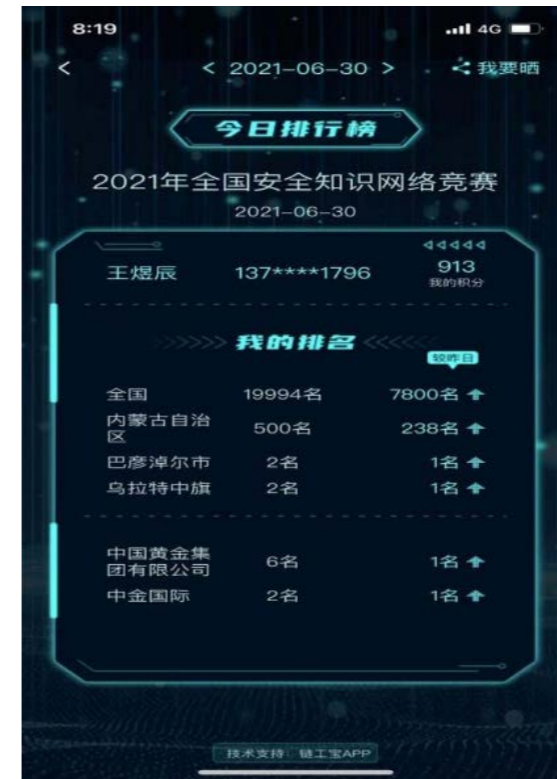 8:19 4G
< < 2021-06-30 > 我要晒
今日排行榜
2021年全国安全知识网络竞赛
2021-06-30
王煜辰 137****1796 913
我的积分
>>>>> 我的排名 <<<<<
较昨日
全国 19994名 7800名
内蒙古自治
区 500名 238名
巴彦淖尔市 2名 1名
乌拉特中旗 2名 1名
中国黄金集
团有限公司 6名 1名
中金国际 2名 1名
技术支持：链工宝APP